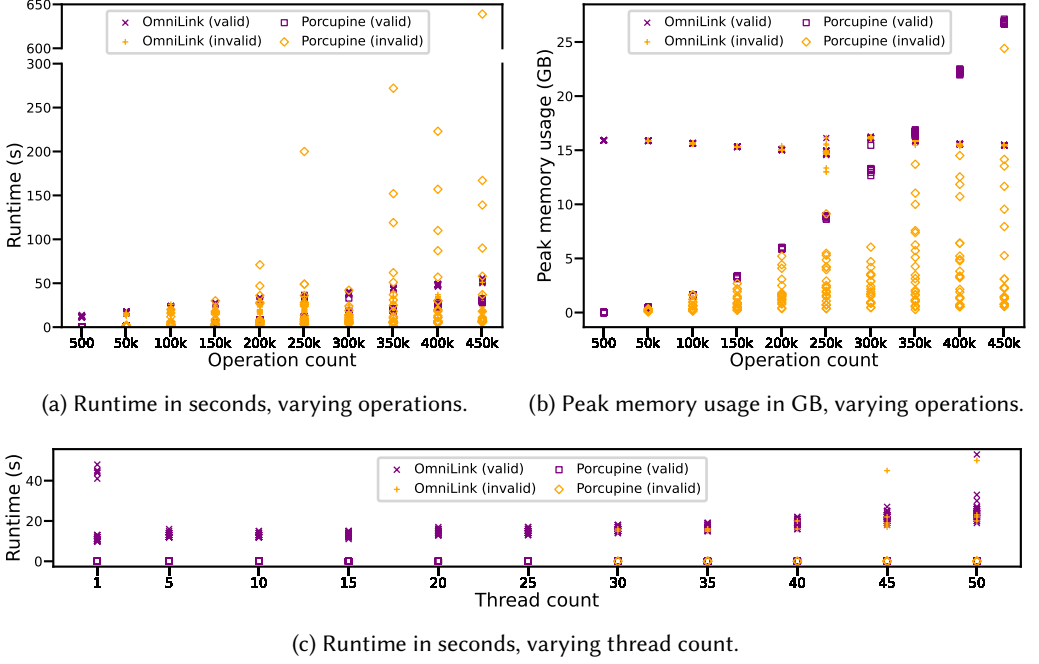 650
600
300
250
200
150
100
50
0
Runtime (s)
OmniLink (valid)
OmniLink (invalid)
Porcupine (valid)
Porcupine (invalid)
500 50k 100k 150k 200k 250k 300k 350k 400k 450k
Operation count
(a) Runtime in seconds, varying operations.
25
20
15
10
5
0
Peak memory usage (GB)
OmniLink (valid)
OmniLink (invalid)
Porcupine (valid)
Porcupine (invalid)
500 50k 100k 150k 200k 250k 300k 350k 400k 450k
Operation count
(b) Peak memory usage in GB, varying operations.
40
20
0
Runtime (s)
OmniLink (valid)
OmniLink (invalid)
Porcupine (valid)
Porcupine (invalid)
1 5 10 15 20 25 30 35 40 45 50
Thread count
(c) Runtime in seconds, varying thread count.